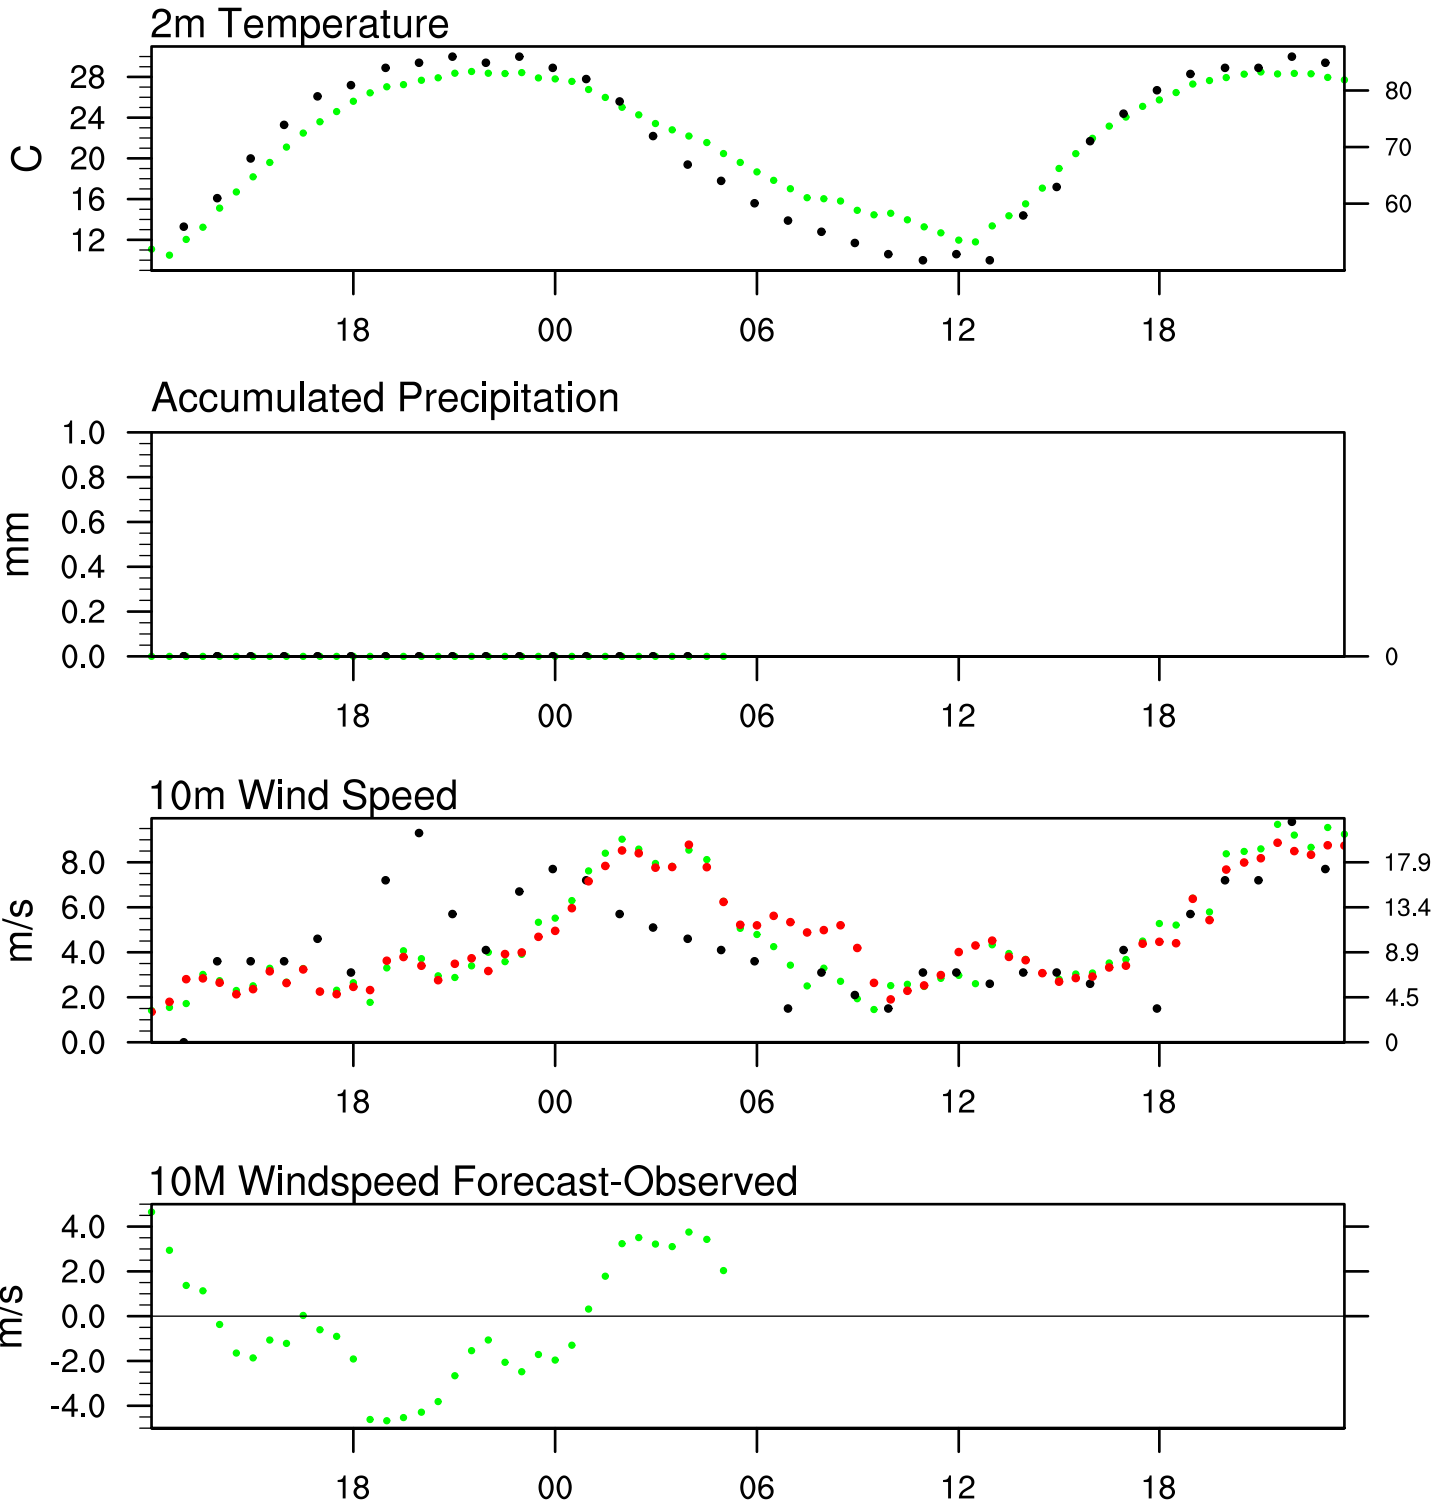 2m Temperature
C
28
24
20
16
12
80
70
60
18 00 06 12 18
Accumulated Precipitation
mm
1.0
0.8
0.6
0.4
0.2
0.0
0
18 00 06 12 18
10m Wind Speed
m/s
8.0
6.0
4.0
2.0
0.0
17.9
13.4
8.9
4.5
0
18 00 06 12 18
10M Windspeed Forecast-Observed
m/s
4.0
2.0
0.0
-2.0
-4.0
18 00 06 12 18